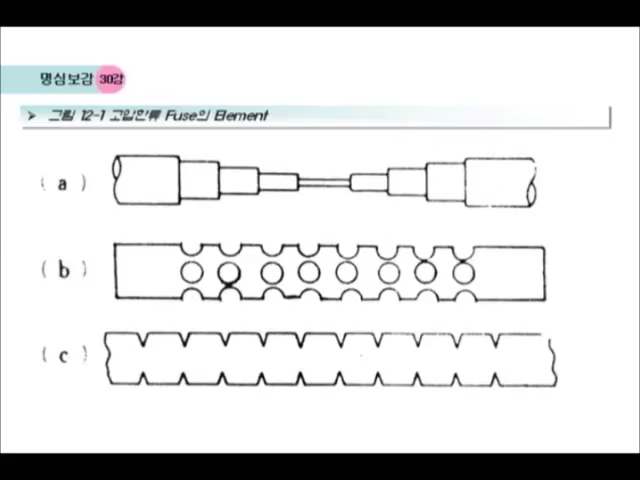 명심보감 30강
그림 12-1 고압한류 Fuse의 Element
( a )
( b )
( c )